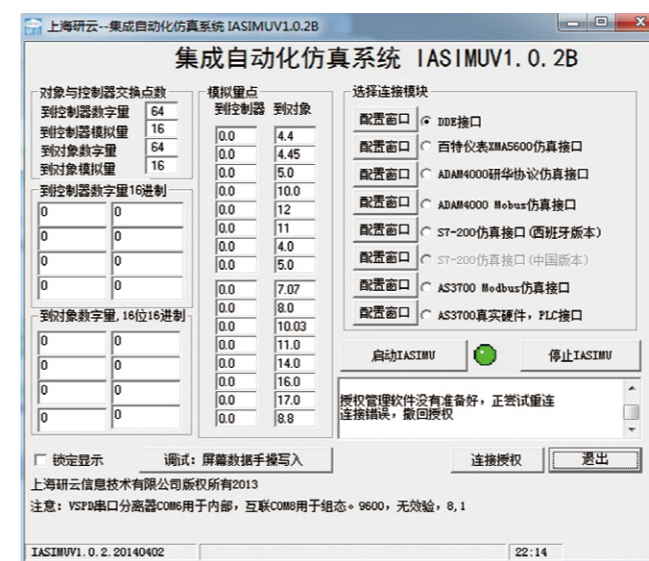 上海研云--集成自动化仿真系统 IASIMUV1.0.2B
集成自动化仿真系统 IASIMUV1.0.2B
对象与控制器交换点数
到控制器数字量 64
到控制器模拟量 16
到对象数字量 64
到对象模拟量 16
到控制器数字量16进制
0 0
0 0
0 0
0 0
到对象数字量,16位16进制
0 0
0 0
0 0
0 0
模拟量点
到控制器 到对象
0.0 4.4
0.0 4.45
0.0 5.0
0.0 10.0
0.0 12
0.0 11
0.0 4.0
0.0 5.0
0.0 7.07
0.0 8.0
0.0 10.03
0.0 11.0
0.0 14.0
0.0 16.0
0.0 17.0
0.0 8.8
选择连接模块
配置窗口 DDE接口
配置窗口 百特仪表XMA5600仿真接口
配置窗口 ADAM4000研华协议仿真接口
配置窗口 ADAM4000 Mobus仿真接口
配置窗口 S7-200仿真接口(西班牙版本)
配置窗口 S7-200仿真接口(中国版本)
配置窗口 AS3700 Modbus仿真接口
配置窗口 AS3700真实硬件，PLC接口
启动IASIMU 停止IASIMU
授权管理软件没有准备好，正尝试重连
连接错误，撤回授权
锁定显示 调试：屏幕数据手操写入 连接授权 退出
上海研云信息技术有限公司版权所有2013
注意：VSPD串口分离器COM6用于内部，互联COM8用于组态。9600，无效验，8,1
IASIMUV1.0.2.20140402 22:14